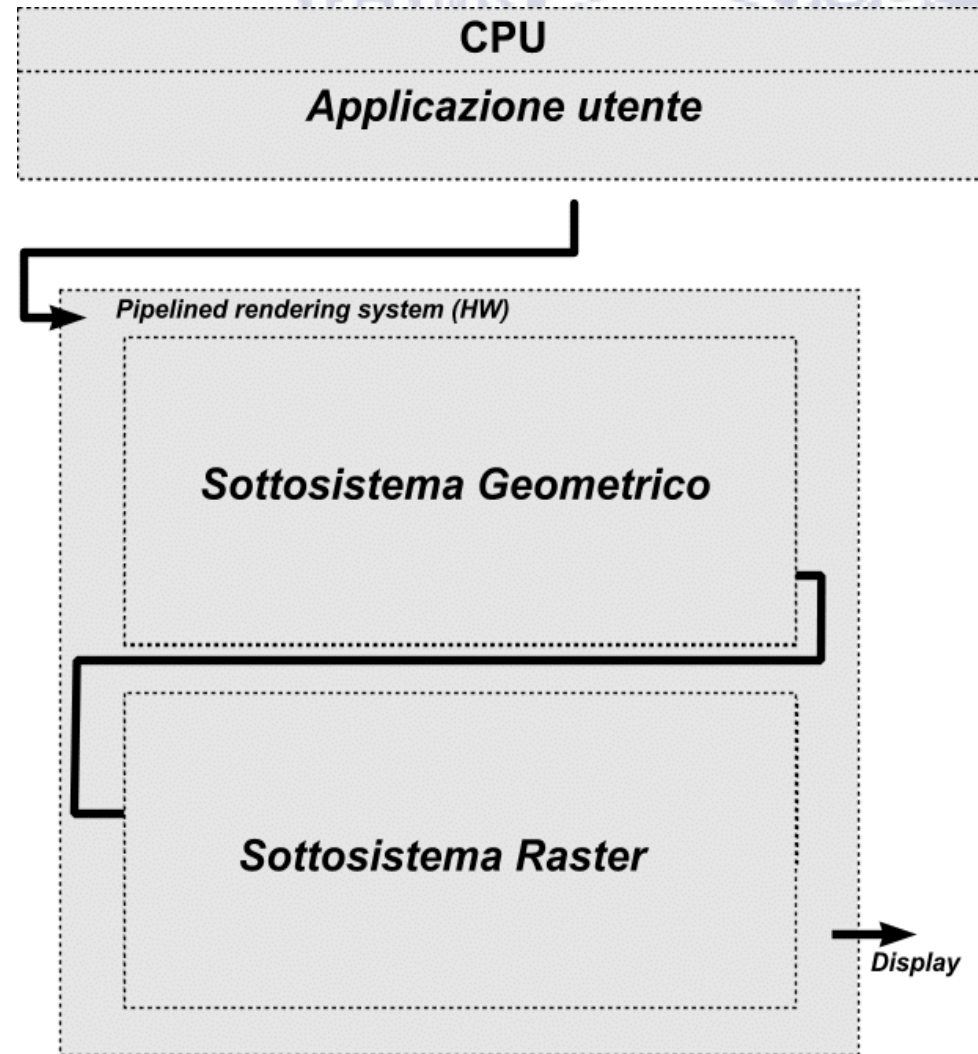 CPU
Applicazione utente
Pipelined rendering system (HW)
Sottosistema Geometrico
Sottosistema Raster
Display